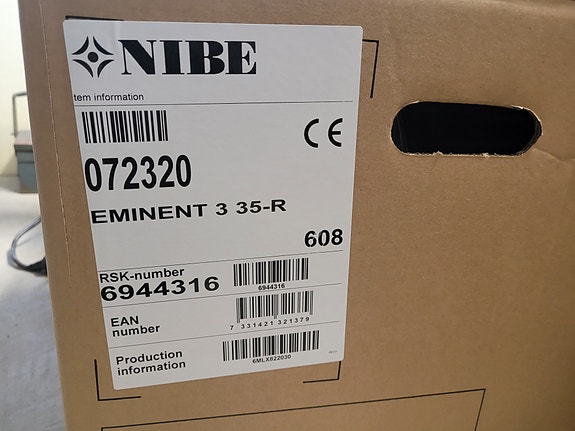 NIBE
tem information
CE
072320
EMINENT 3 35-R
608
RSK-number
6944316
6944316
EAN
number
7 331421 321379
Production
information
6MLX822030